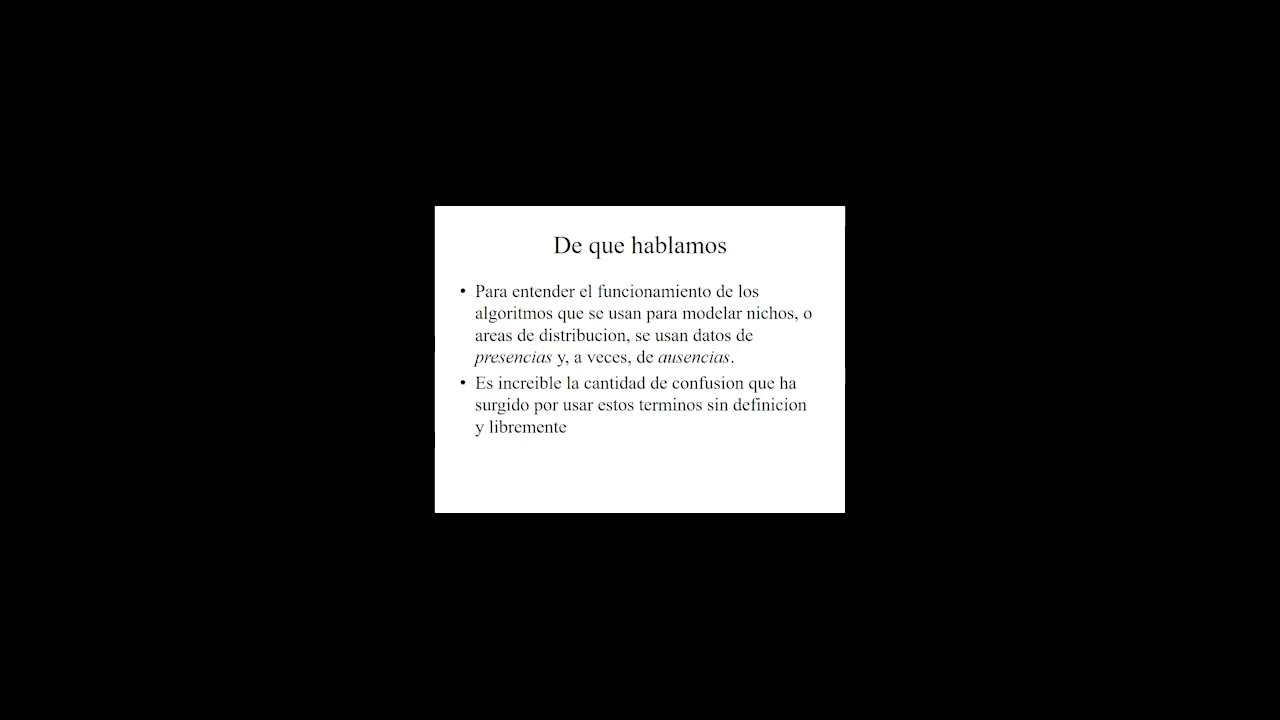 De que hablamos
• Para entender el funcionamiento de los
algoritmos que se usan para modelar nichos, o
areas de distribucion, se usan datos de
presencias y, a veces, de ausencias.
• Es increible la cantidad de confusion que ha
surgido por usar estos terminos sin definicion
y libremente